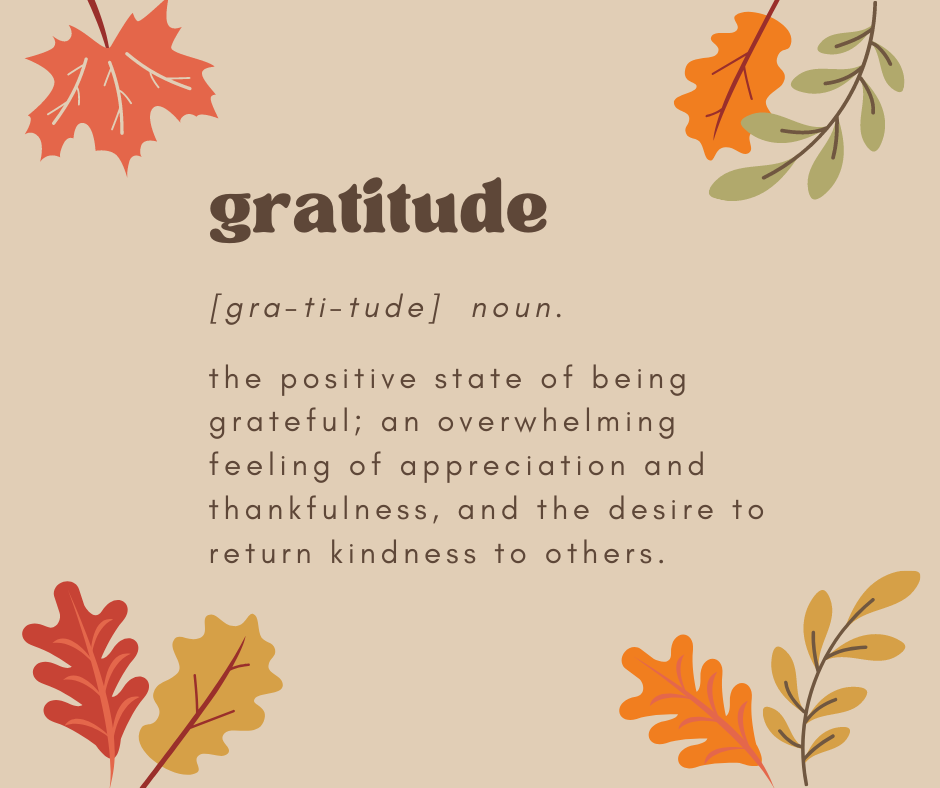 gratitude
[gra-ti-tude] noun.
the positive state of being
grateful; an overwhelming
feeling of appreciation and
thankfulness, and the desire to
return kindness to others.